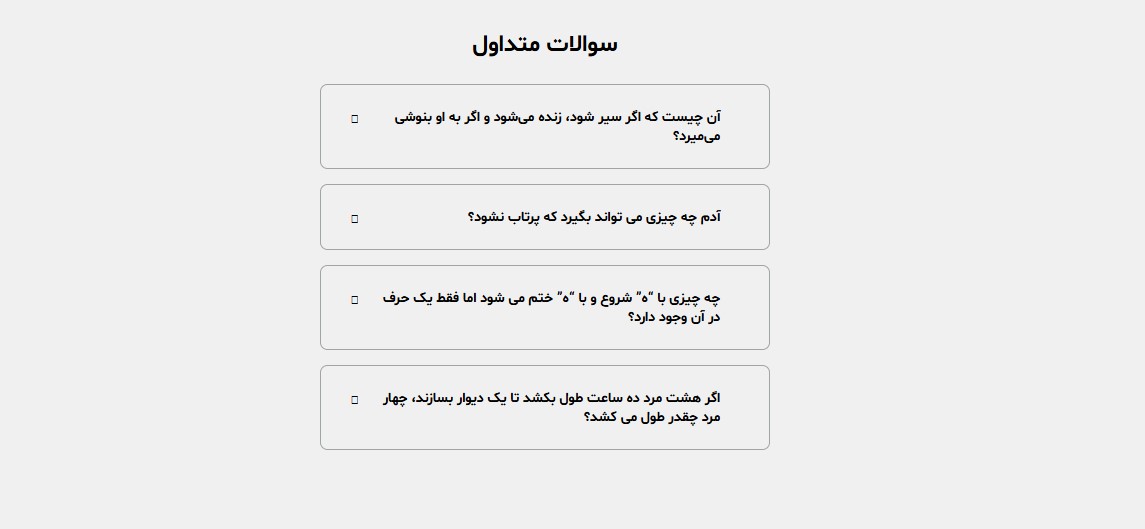 سوالات متداول
آن چیست که اگر سیر شود، زنده می‌شود و اگر به او بنوشی
می‌میرد؟
آدم چه چیزی می تواند بگیرد که پرتاب نشود؟
چه چیزی با “ه” شروع و با “ه” ختم می شود اما فقط یک حرف
در آن وجود دارد؟
اگر هشت مرد ده ساعت طول بکشد تا یک دیوار بسازند، چهار
مرد چقدر طول می کشد؟